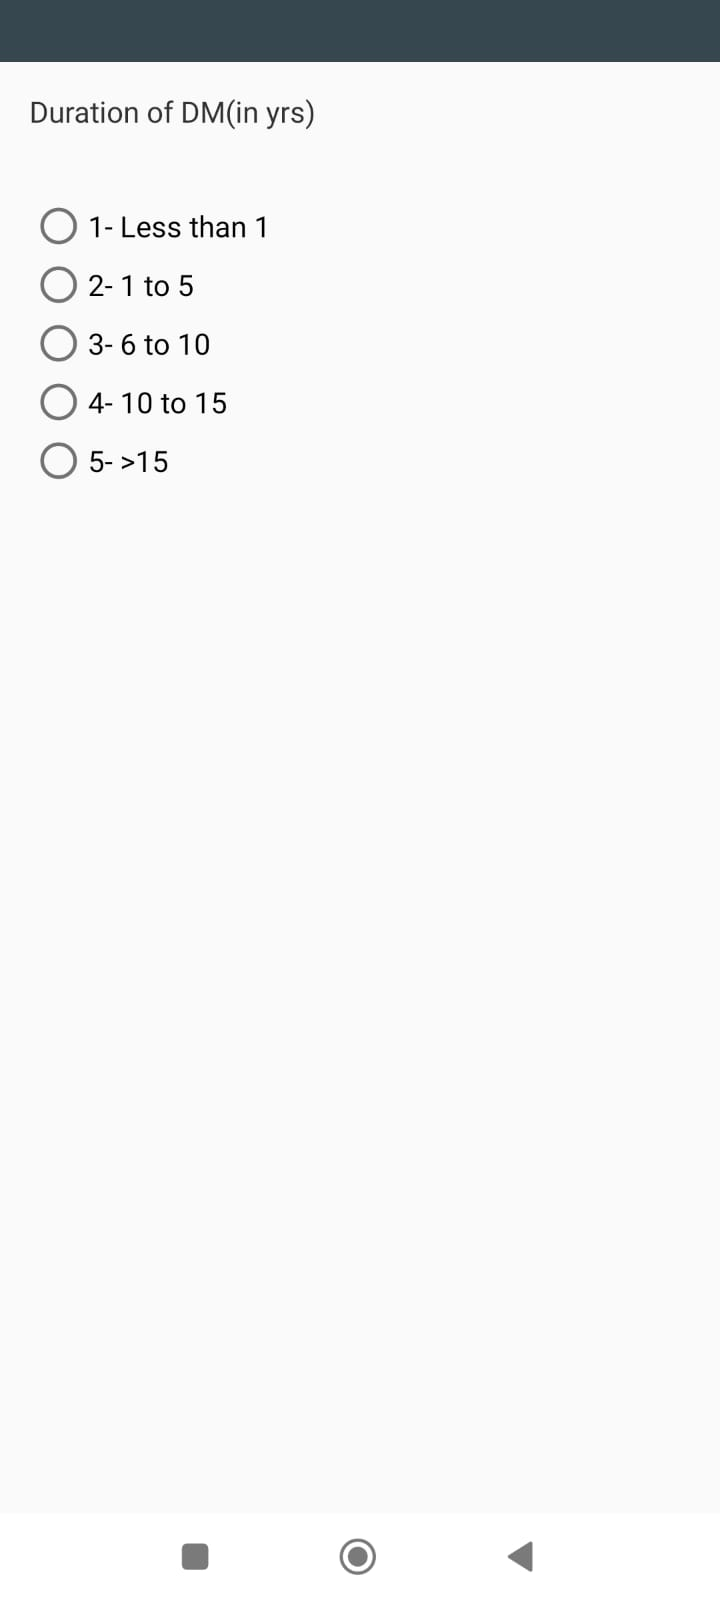 Duration of DM(in yrs)
1- Less than 1
2- 1 to 5
3- 6 to 10
4- 10 to 15
5- >15